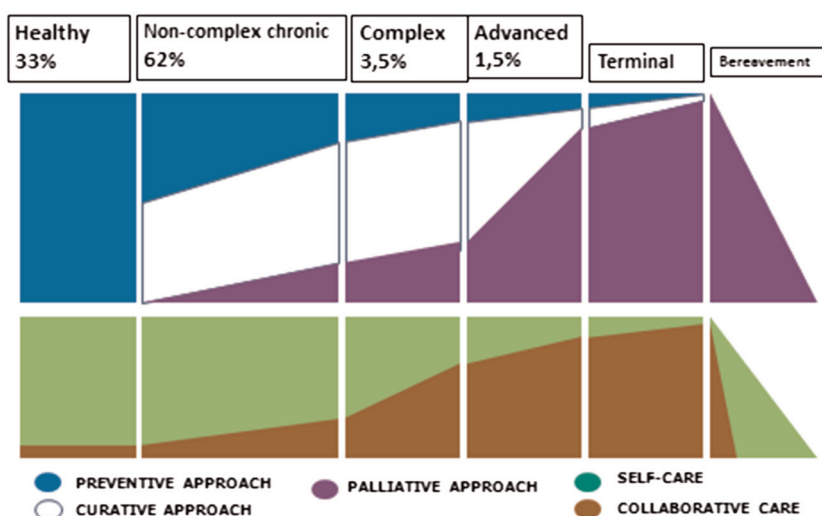 Healthy
33%
Non-complex chronic
62%
Complex
3,5%
Advanced
1,5%
Terminal
Bereavement
PREVENTIVE APPROACH
CURATIVE APPROACH
PALLIATIVE APPROACH
SELF-CARE
COLLABORATIVE CARE